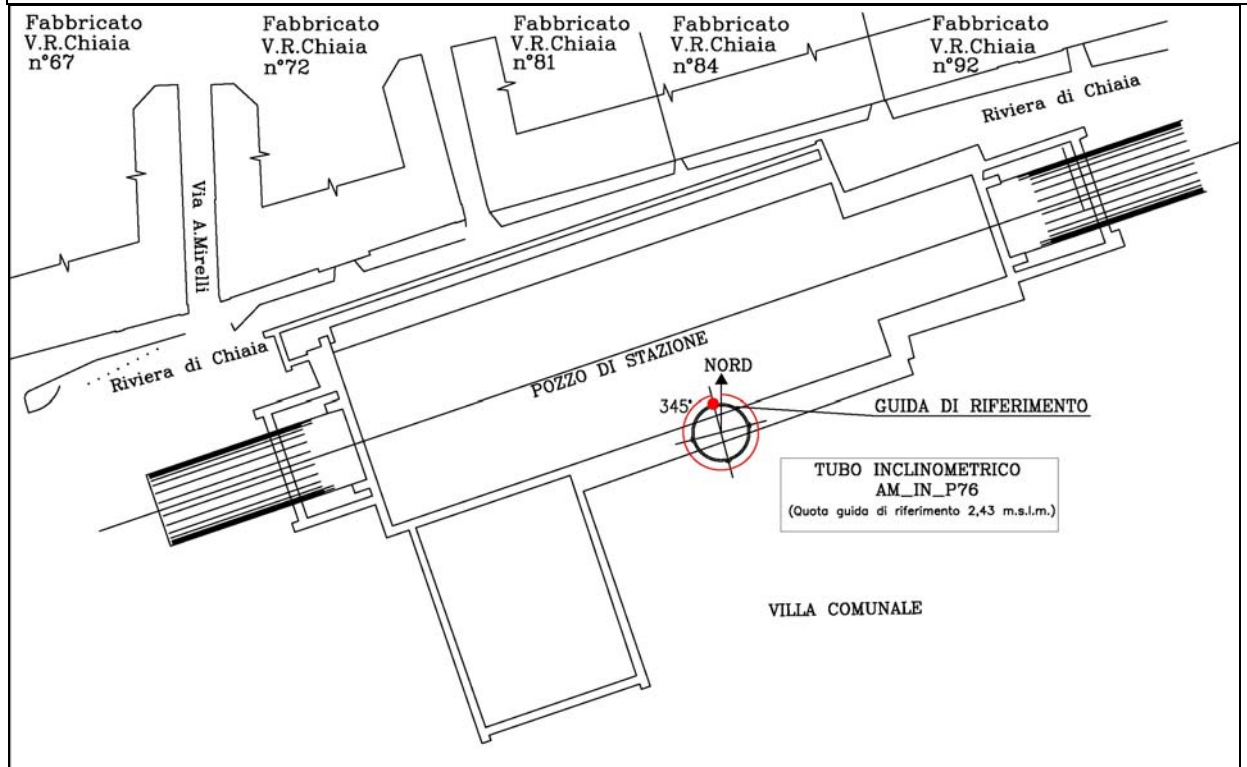 Fabbricato
V.R.Chiaia
n°67
Fabbricato
V.R.Chiaia
n°72
Fabbricato
V.R.Chiaia
n°81
Fabbricato
V.R.Chiaia
n°84
Fabbricato
V.R.Chiaia
n°92
Riviera di Chiaia
Via A.Mirelli
Riviera di Chiaia
POZZO DI STAZIONE
NORD
345°
GUIDA DI RIFERIMENTO
TUBO INCLINOMETRICO
AM_IN_P76
(Quota guida di riferimento 2,43 m.s.l.m.)
VILLA COMUNALE